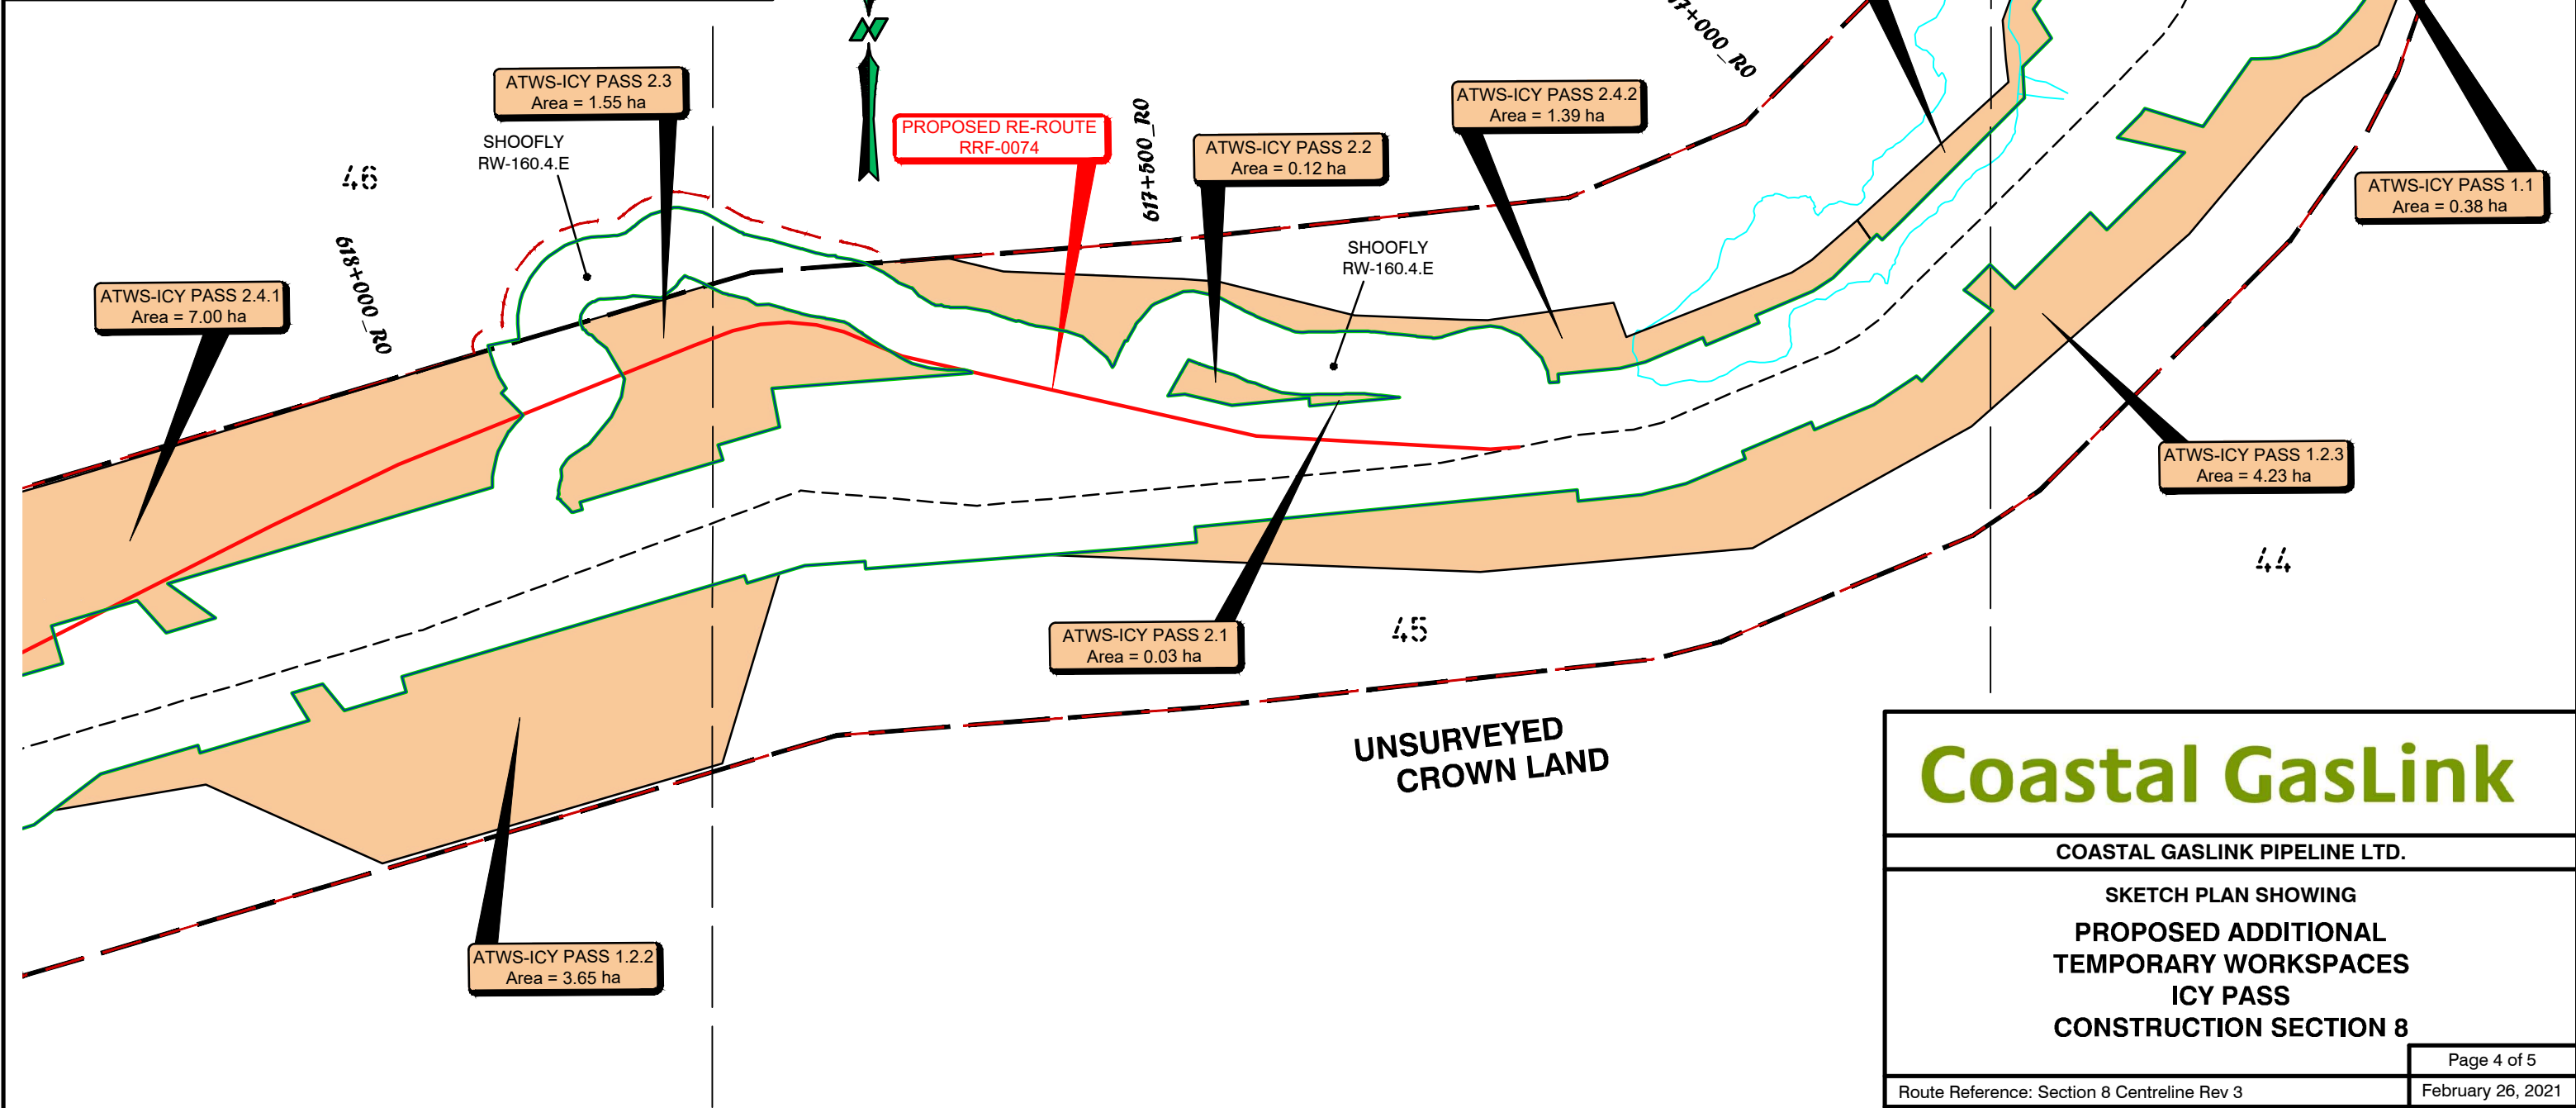 N
17+000_R0
ATWS-ICY PASS 2.3
Area = 1.55 ha
SHOOFLY
RW-160.4.E
46
618+000_R0
PROPOSED RE-ROUTE
RRF-0074
617+500_R0
ATWS-ICY PASS 2.2
Area = 0.12 ha
ATWS-ICY PASS 2.4.2
Area = 1.39 ha
SHOOFLY
RW-160.4.E
ATWS-ICY PASS 1.1
Area = 0.38 ha
ATWS-ICY PASS 2.4.1
Area = 7.00 ha
ATWS-ICY PASS 1.2.3
Area = 4.23 ha
44
ATWS-ICY PASS 2.1
Area = 0.03 ha
45
UNSURVEYED
CROWN LAND
ATWS-ICY PASS 1.2.2
Area = 3.65 ha
Coastal GasLink
COASTAL GASLINK PIPELINE LTD.
SKETCH PLAN SHOWING
PROPOSED ADDITIONAL
TEMPORARY WORKSPACES
ICY PASS
CONSTRUCTION SECTION 8
Page 4 of 5
Route Reference: Section 8 Centreline Rev 3
February 26, 2021